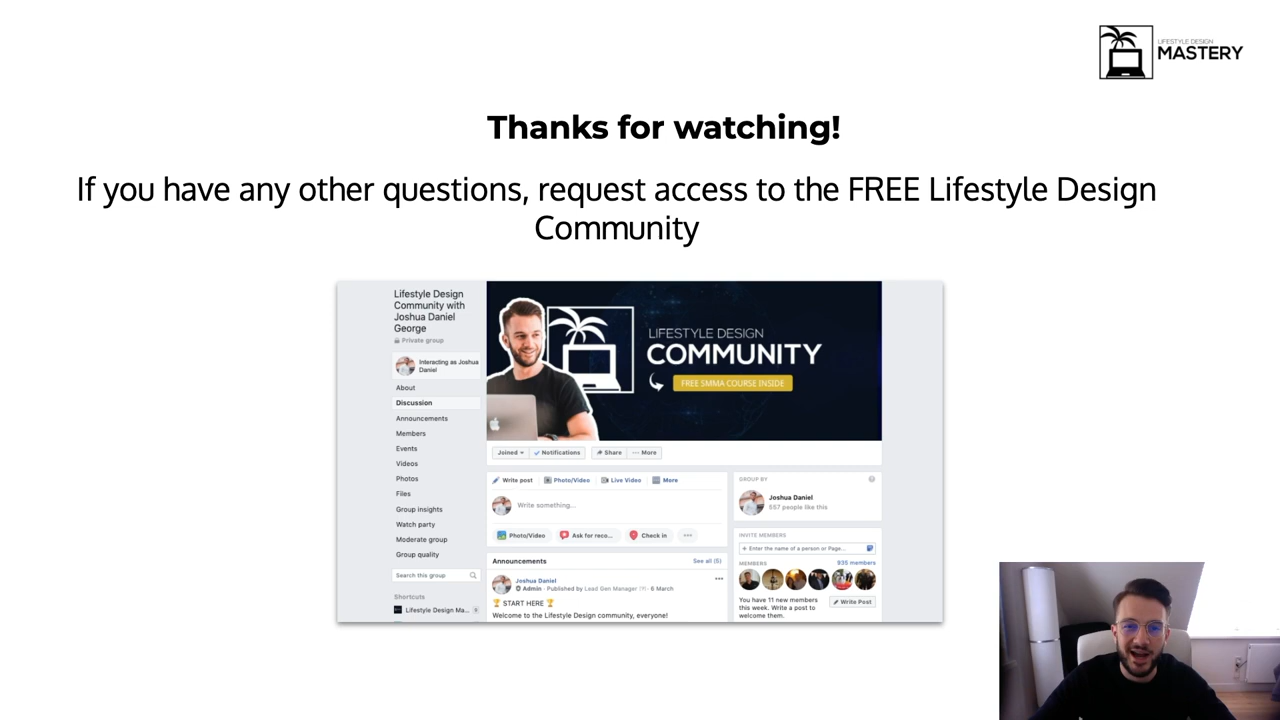 LIFESTYLE DESIGN
MASTERY
Thanks for watching!
If you have any other questions, request access to the FREE Lifestyle Design
Community
Lifestyle Design
Community with
Joshua Daniel
George
Private group
Interacting as Joshua
Daniel
About
Discussion
Announcements
Members
Events
Videos
Photos
Files
Group insights
Watch party
Moderate group
Group quality
Search this group
Shortcuts
Lifestyle Design Ma...
LIFESTYLE DESIGN
COMMUNITY
FREE SMMA COURSE INSIDE
Joined
Notifications
Share
··· More
Write post
Photo/Video
Live Video
More
Write something...
Photo/Video
Ask for reco...
Check in
Announcements
See all (5)
Joshua Daniel
Admin · Published by Lead Gen Manager [?] · 5 March
🏆 START HERE 🏆
Welcome to the Lifestyle Design community, everyone!
GROUP BY
Joshua Daniel
557 people like this
INVITE MEMBERS
+ Enter the name of a person or Page...
MEMBERS
935 members
You have 11 new members
this week. Write a post to
welcome them.
Write Post